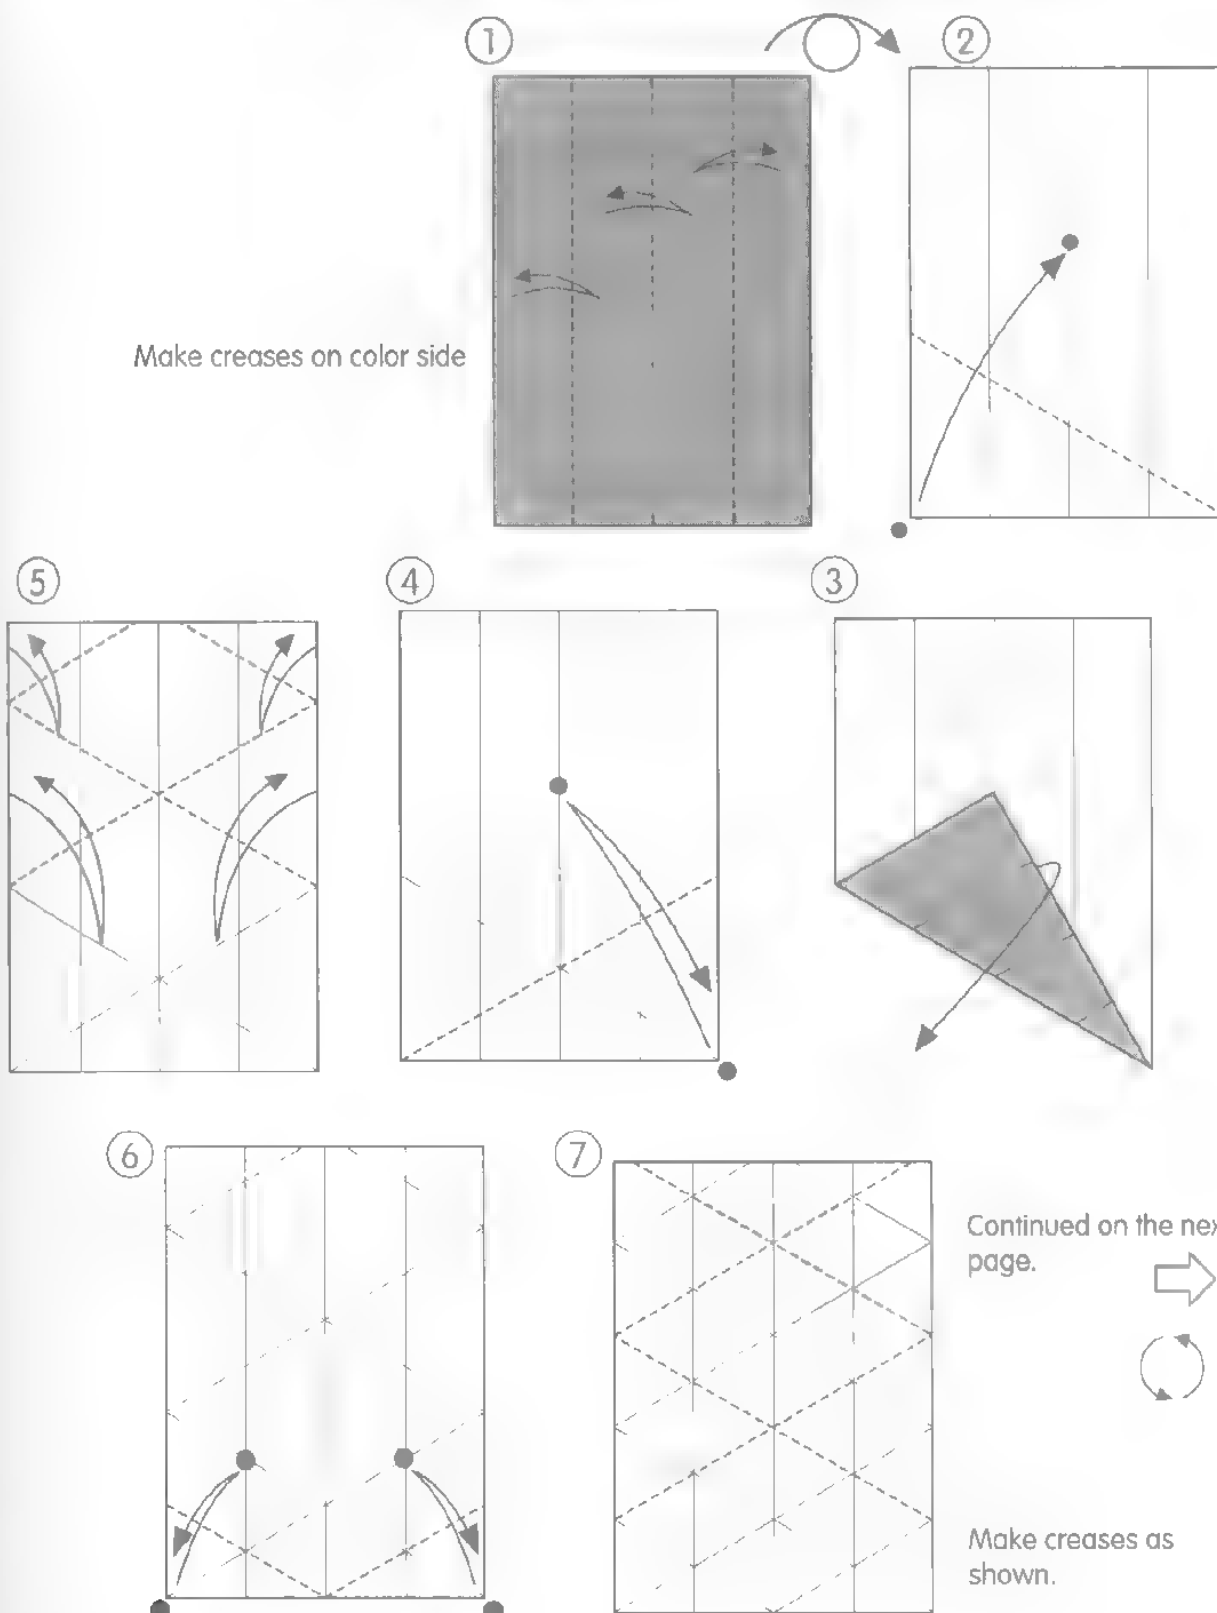 1
2
Make creases on color side
5
4
3
6
7
Continued on the nex
page.
Make creases as
shown.